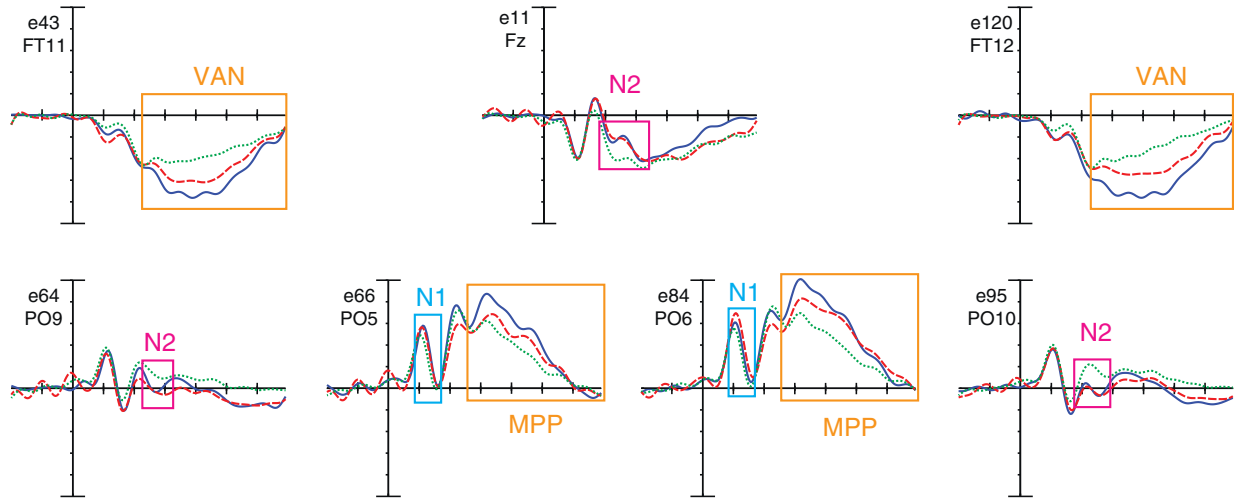 e43
FT11
VAN
e11
Fz
N2
e120
FT12
VAN
e64
PO9
N2
e66
PO5
N1
MPP
e84
PO6
N1
MPP
e95
PO10
N2